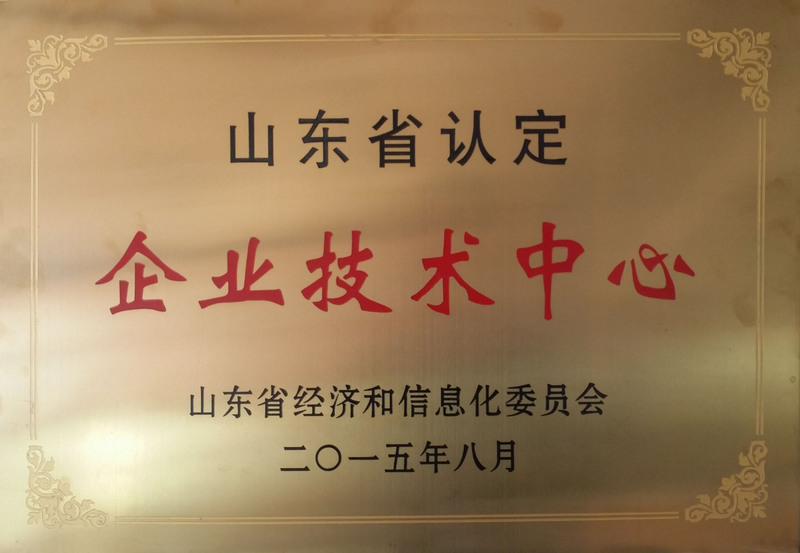 山东省认定
企业技术中心
山东省经济和信息化委员会
二〇一五年八月